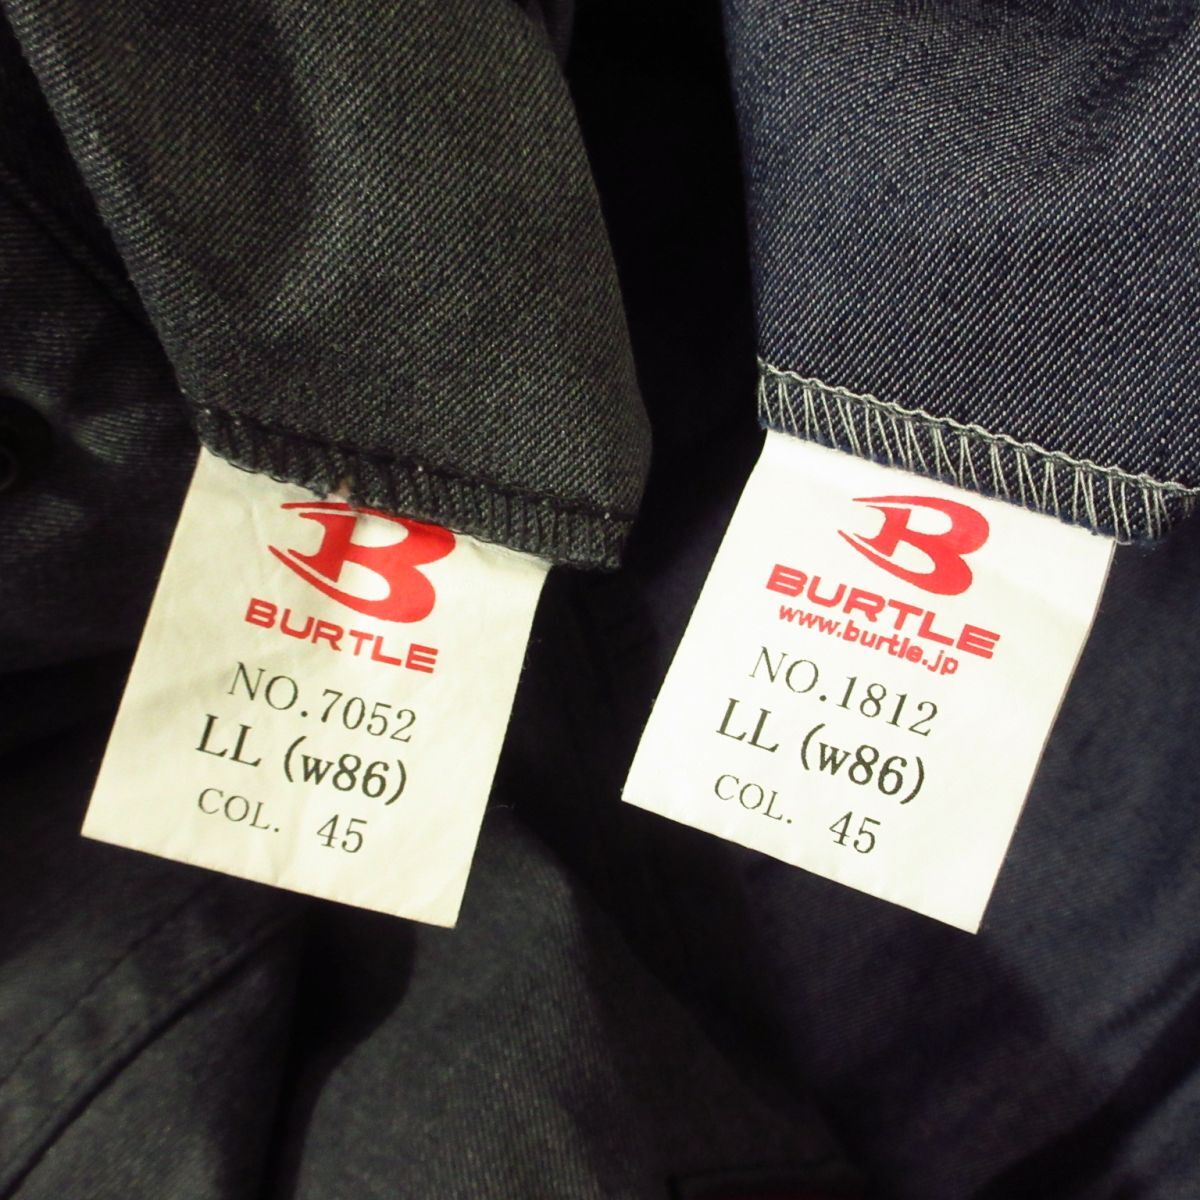 B
BURTLE
NO.7052
LL (w86)
COL. 45
B
BURTLE
www.burtle.jp
NO.1812
LL (w86)
COL. 45